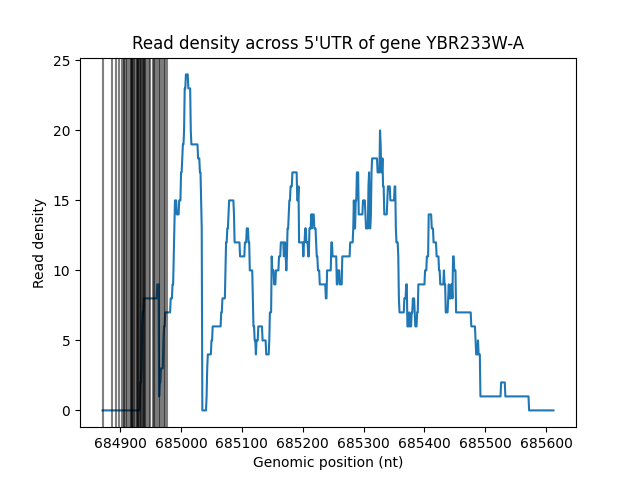 Read density across 5'UTR of gene YBR233W-A
25
20
15
10
5
0
Read density
684900 685000 685100 685200 685300 685400 685500 685600
Genomic position (nt)